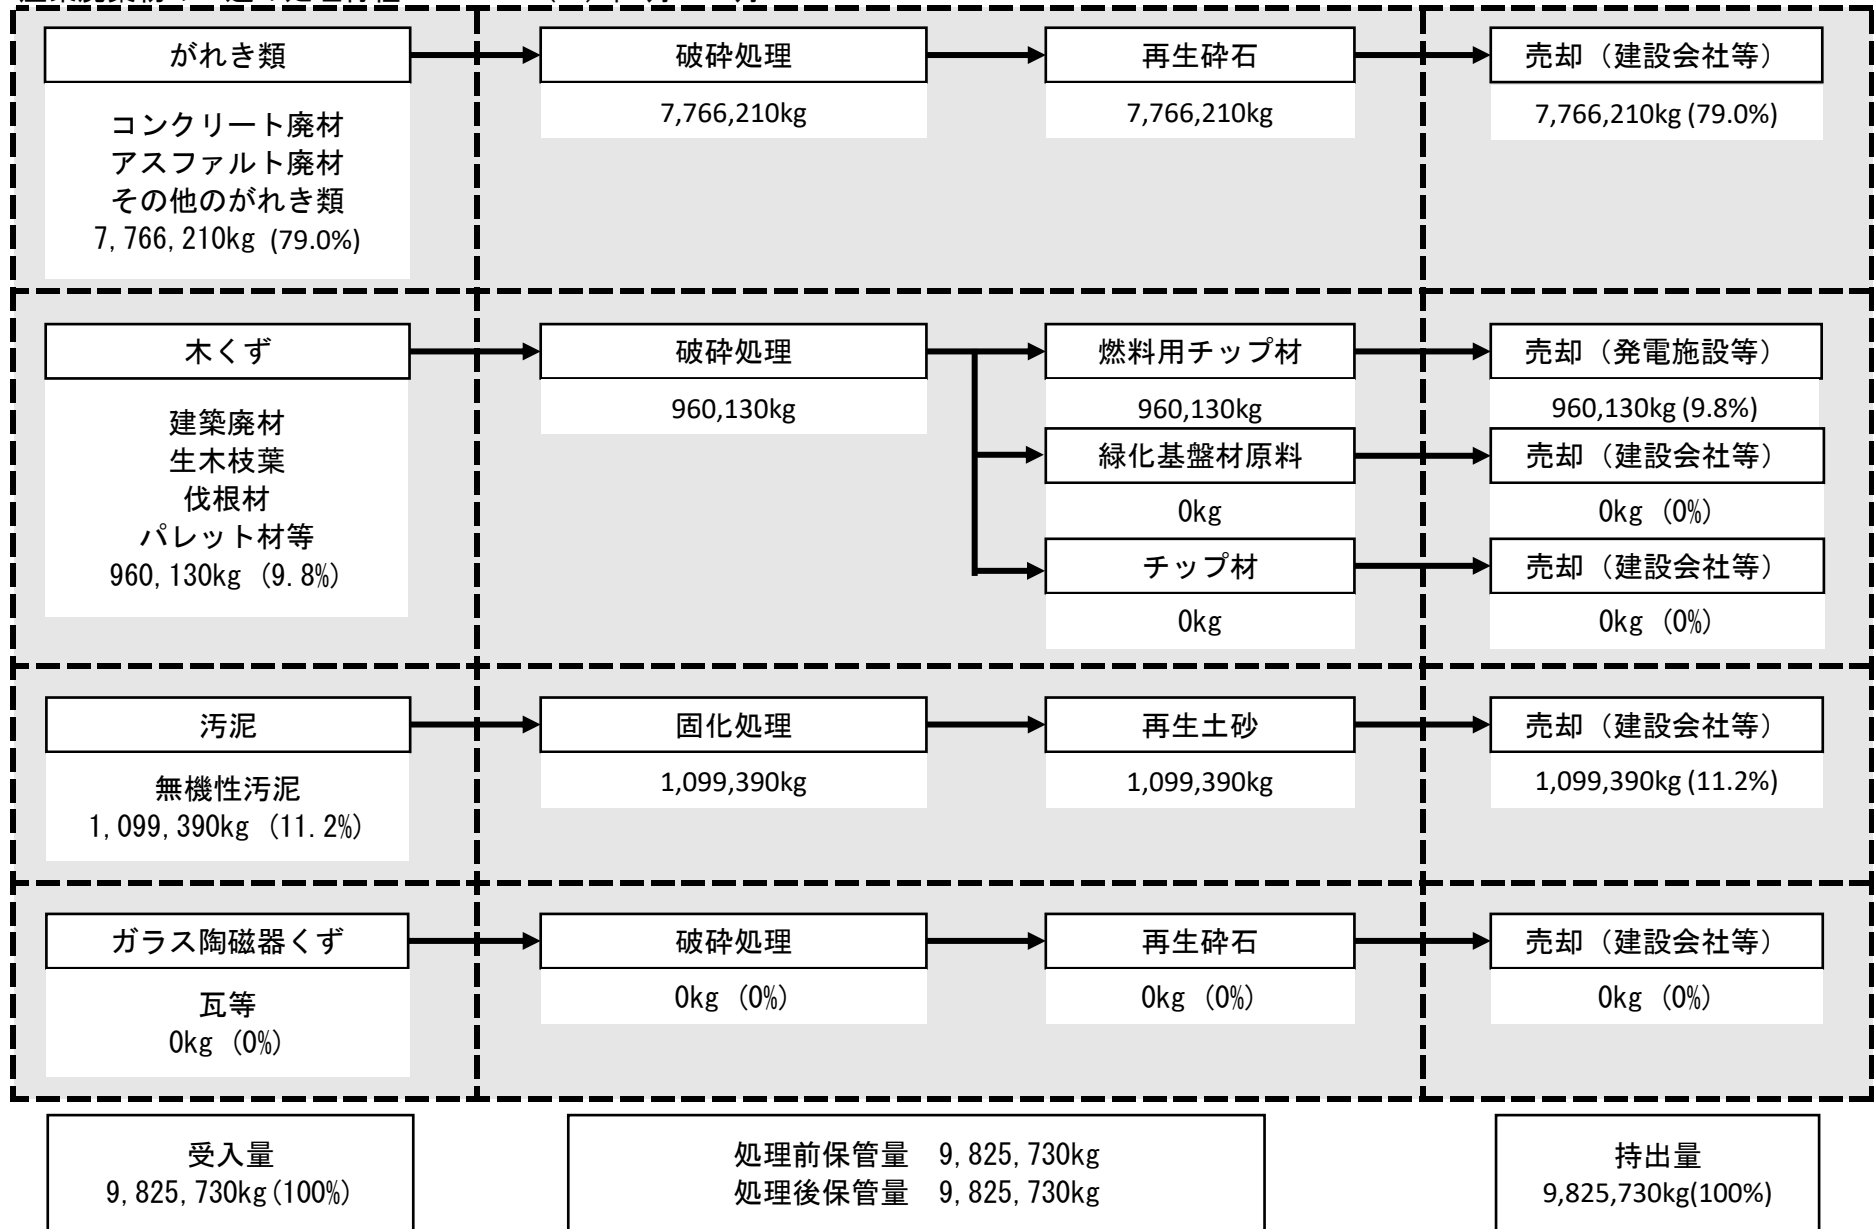 がれき類
破砕処理
再生砕石
売却（建設会社等）
コンクリート廃材
アスファルト廃材
その他のがれき類
7,766,210kg (79.0%)
7,766,210kg
7,766,210kg
7,766,210kg (79.0%)
木くず
破砕処理
燃料用チップ材
売却（発電施設等）
建築廃材
生木枝葉
伐根材
パレット材等
960,130kg (9.8%)
960,130kg
960,130kg
960,130kg (9.8%)
緑化基盤材原料
売却（建設会社等）
0kg
0kg (0%)
チップ材
売却（建設会社等）
0kg
0kg (0%)
汚泥
固化処理
再生土砂
売却（建設会社等）
無機性汚泥
1,099,390kg (11.2%)
1,099,390kg
1,099,390kg
1,099,390kg (11.2%)
ガラス陶磁器くず
破砕処理
再生砕石
売却（建設会社等）
瓦等
0kg (0%)
0kg (0%)
0kg (0%)
0kg (0%)
受入量
9,825,730kg(100%)
処理前保管量　9,825,730kg
処理後保管量　9,825,730kg
持出量
9,825,730kg(100%)